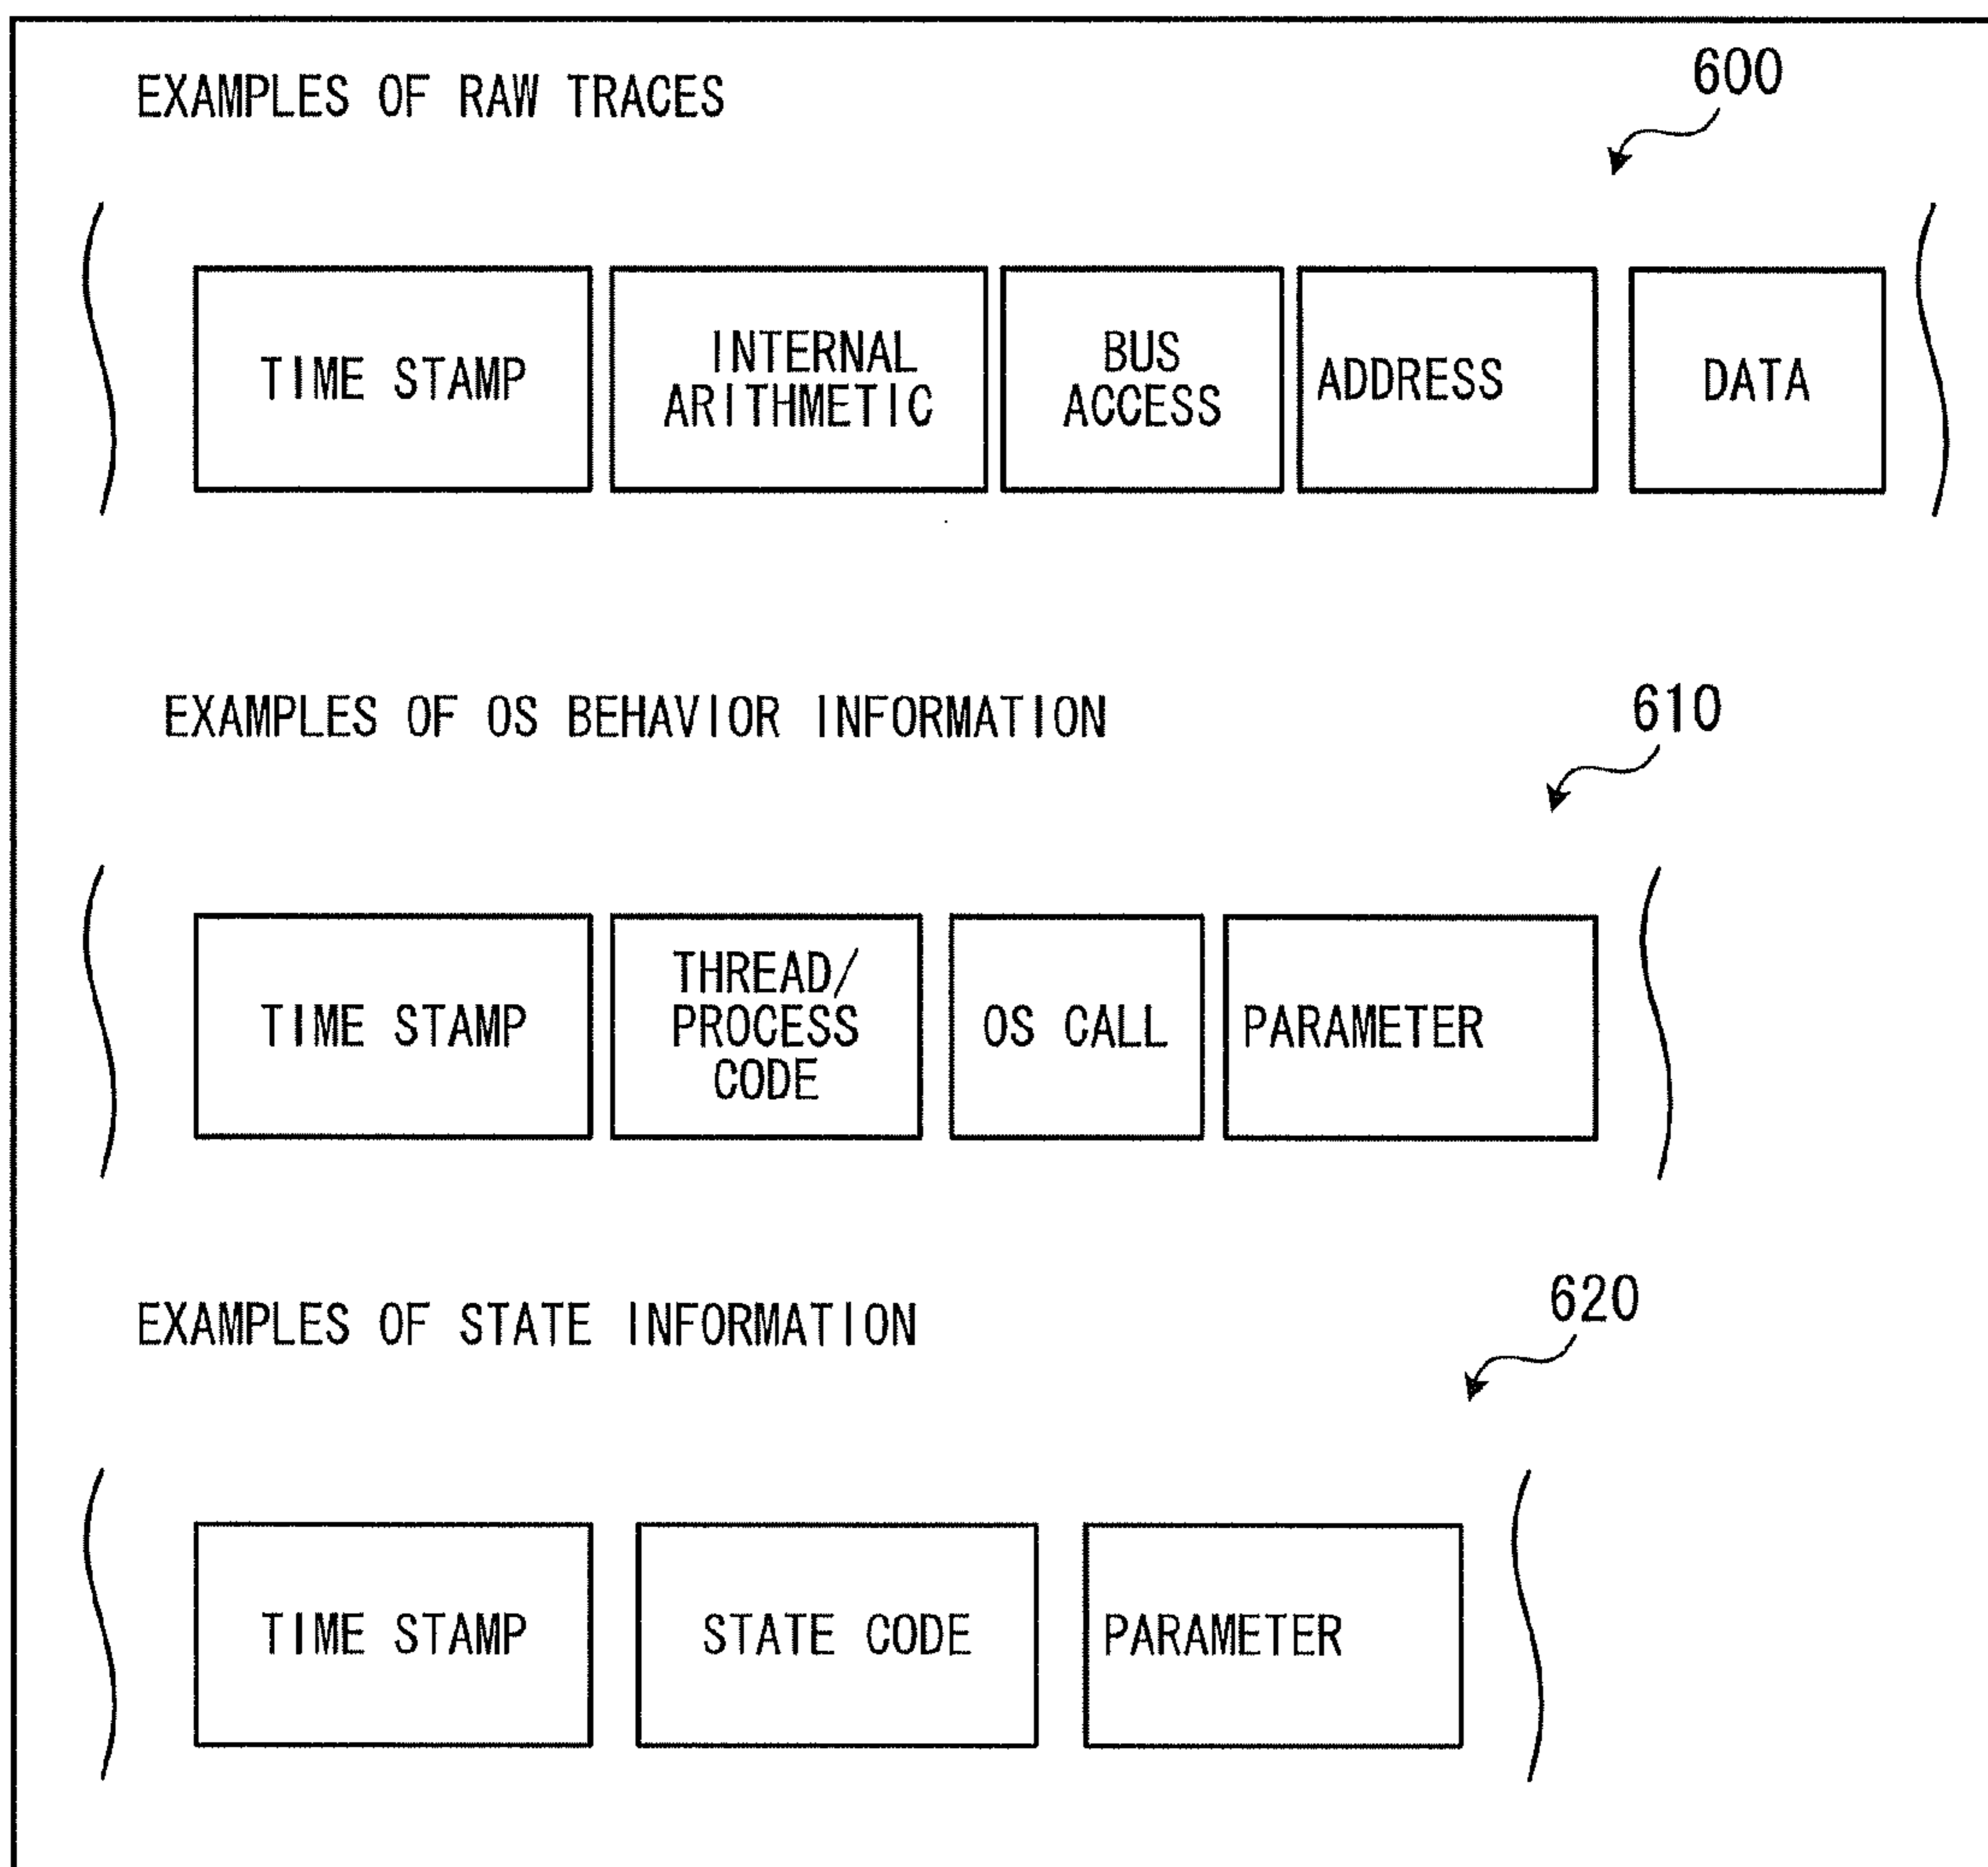 EXAMPLES OF RAW TRACES
600
TIME STAMP
INTERNAL
ARITHMETIC
BUS
ACCESS
ADDRESS
DATA
EXAMPLES OF OS BEHAVIOR INFORMATION
610
TIME STAMP
THREAD/
PROCESS
CODE
OS CALL
PARAMETER
EXAMPLES OF STATE INFORMATION
620
TIME STAMP
STATE CODE
PARAMETER